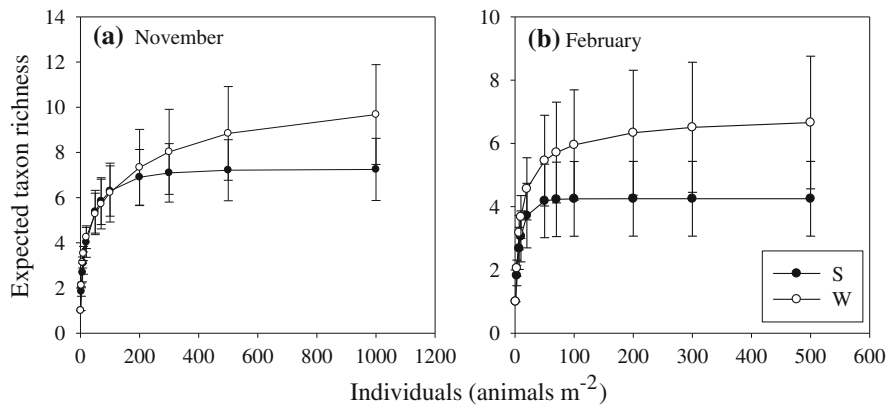 (a) November
(b) February
Expected taxon richness
14
12
10
8
6
4
2
0
0 200 400 600 800 1000 1200
10
8
6
4
2
0
0 100 200 300 400 500 600
S
W
Individuals (animals m-2)